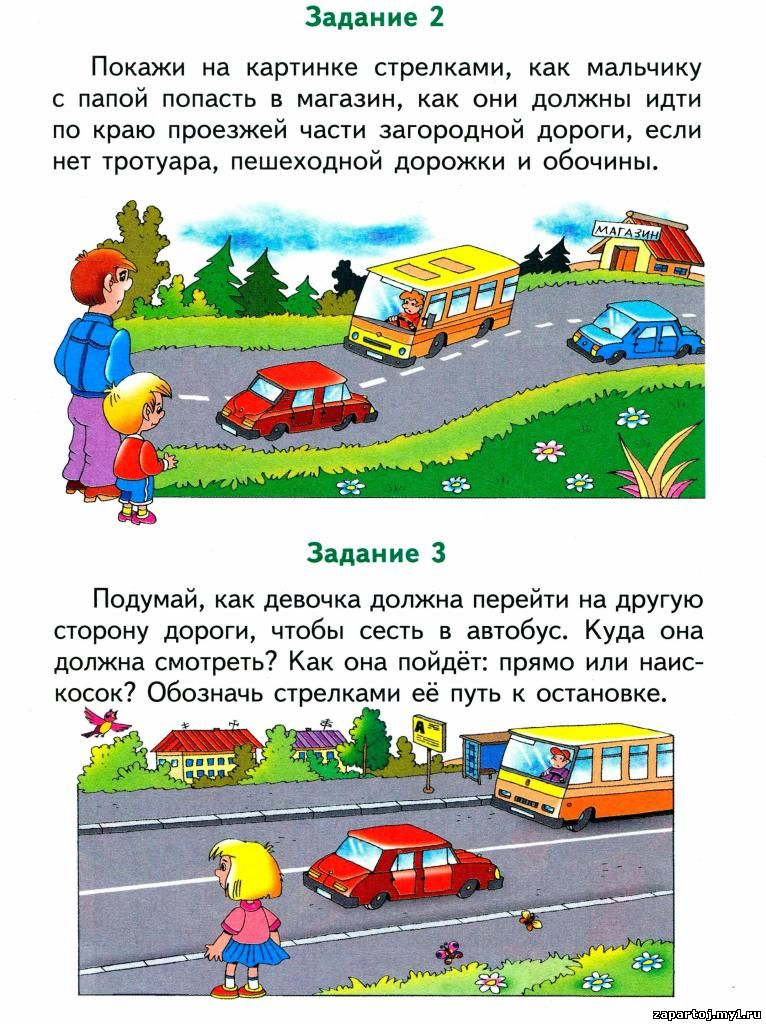 Задание 2
Покажи на картинке стрелками, как мальчику
с папой попасть в магазин, как они должны идти
по краю проезжей части загородной дороги, если
нет тротуара, пешеходной дорожки и обочины.
МАГАЗИН
Задание 3
Подумай, как девочка должна перейти на другую
сторону дороги, чтобы сесть в автобус. Куда она
должна смотреть? Как она пойдёт: прямо или наис-
косок? Обозначь стрелками её путь к остановке.
А
zapartoj.my1.ru